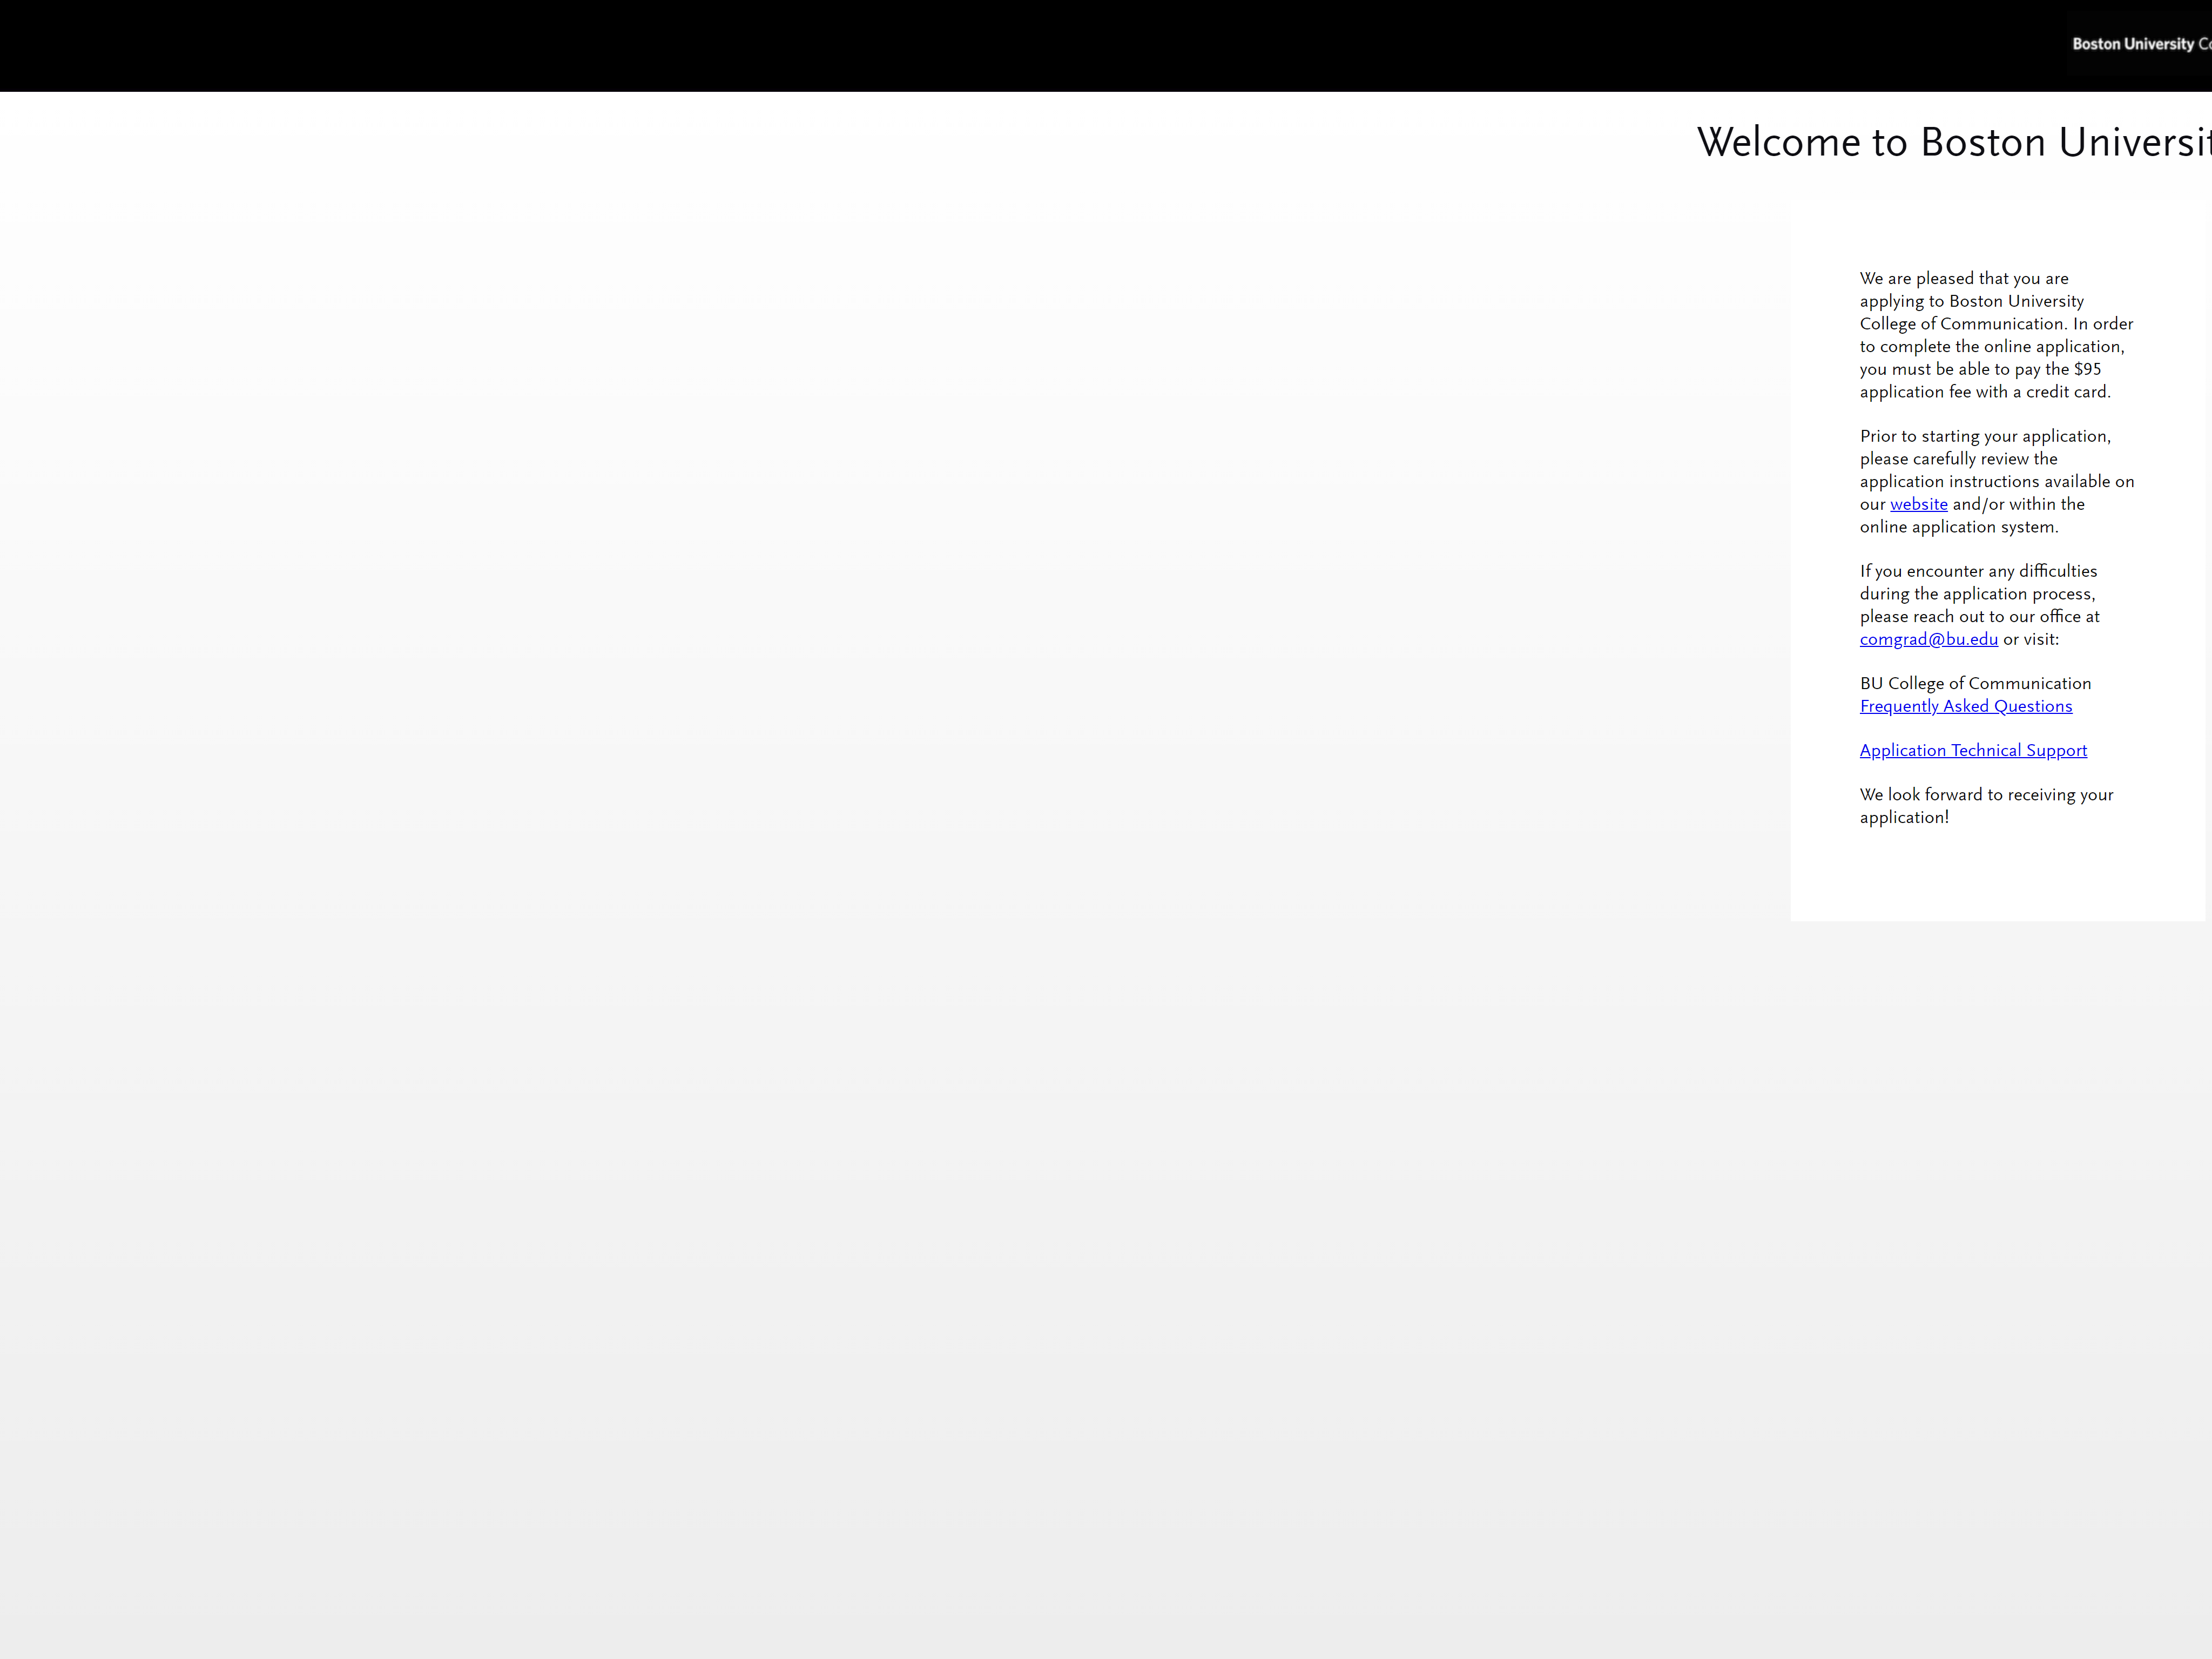 Boston University
Welcome to Boston
We are pleased that you are
applying to Boston University
College of Communication. In order
to complete the online application,
you must be able to pay the $95
application fee with a credit card.
Prior to starting your application,
please carefully review the
application instructions available on
our website and/or within the
online application system.
If you encounter any difficulties
during the application process,
please reach out to our office at
comgrad@bu.edu or visit:
BU College of Communication
Frequently Asked Questions
Application Technical Support
We look forward to receiving your
application!